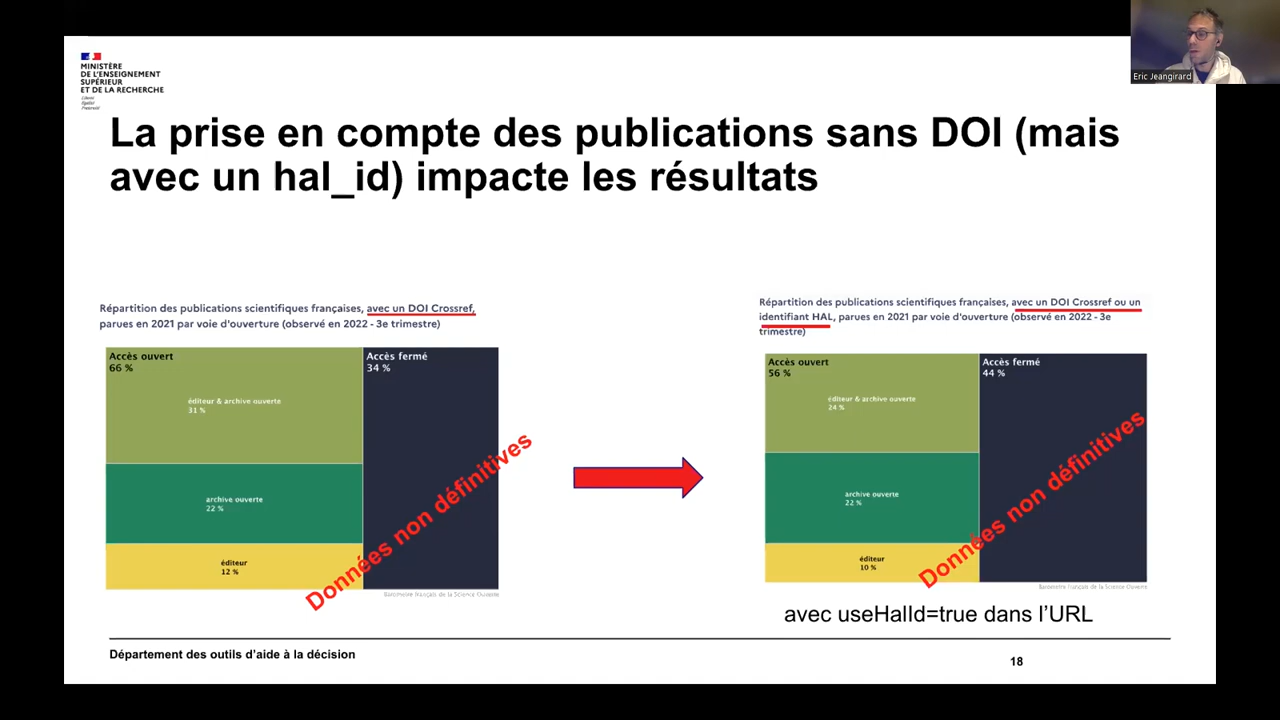 Eric Jeangirard
MINISTÈRE
DE L'ENSEIGNEMENT
SUPÉRIEUR
ET DE LA RECHERCHE
Liberté
Égalité
Fraternité
La prise en compte des publications sans DOI (mais
avec un hal_id) impacte les résultats
Répartition des publications scientifiques françaises, avec un DOI Crossref,
parues en 2021 par voie d'ouverture (observé en 2022 - 3e trimestre)
Accès ouvert
66 %
Accès fermé
34 %
éditeur & archive ouverte
31 %
archive ouverte
22 %
éditeur
12 %
Données non définitives
Baromètre français de la Science Ouverte
Répartition des publications scientifiques françaises, avec un DOI Crossref ou un
identifiant HAL, parues en 2021 par voie d'ouverture (observé en 2022 - 3e
trimestre)
Accès ouvert
56 %
Accès fermé
44 %
éditeur & archive ouverte
24 %
archive ouverte
22 %
éditeur
10 %
Données non définitives
Baromètre français de la Science Ouverte
avec useHalId=true dans l'URL
Département des outils d'aide à la décision
18